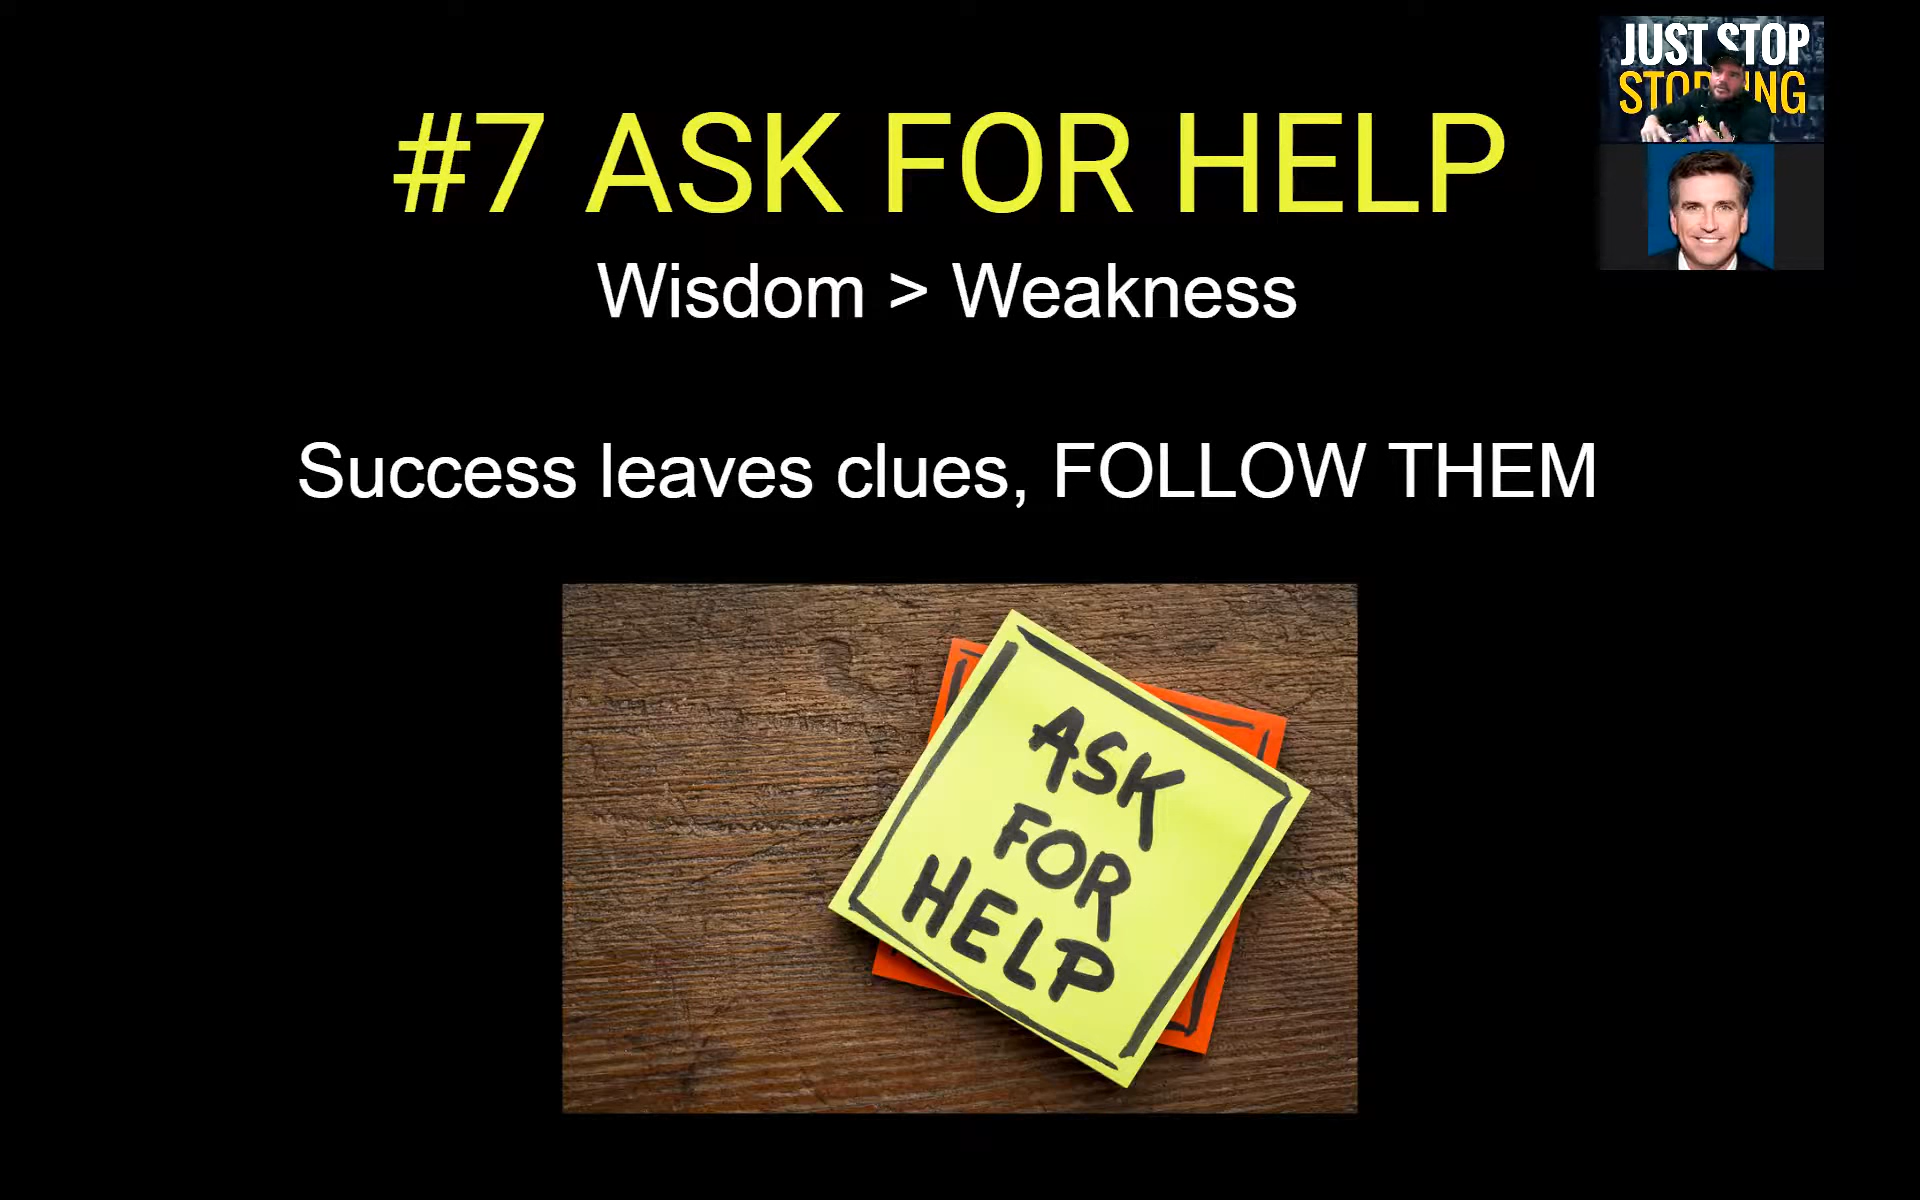 #7 ASK FOR HELP
Wisdom > Weakness
Success leaves clues, FOLLOW THEM
JUST STOP
ASK
FOR
HELP